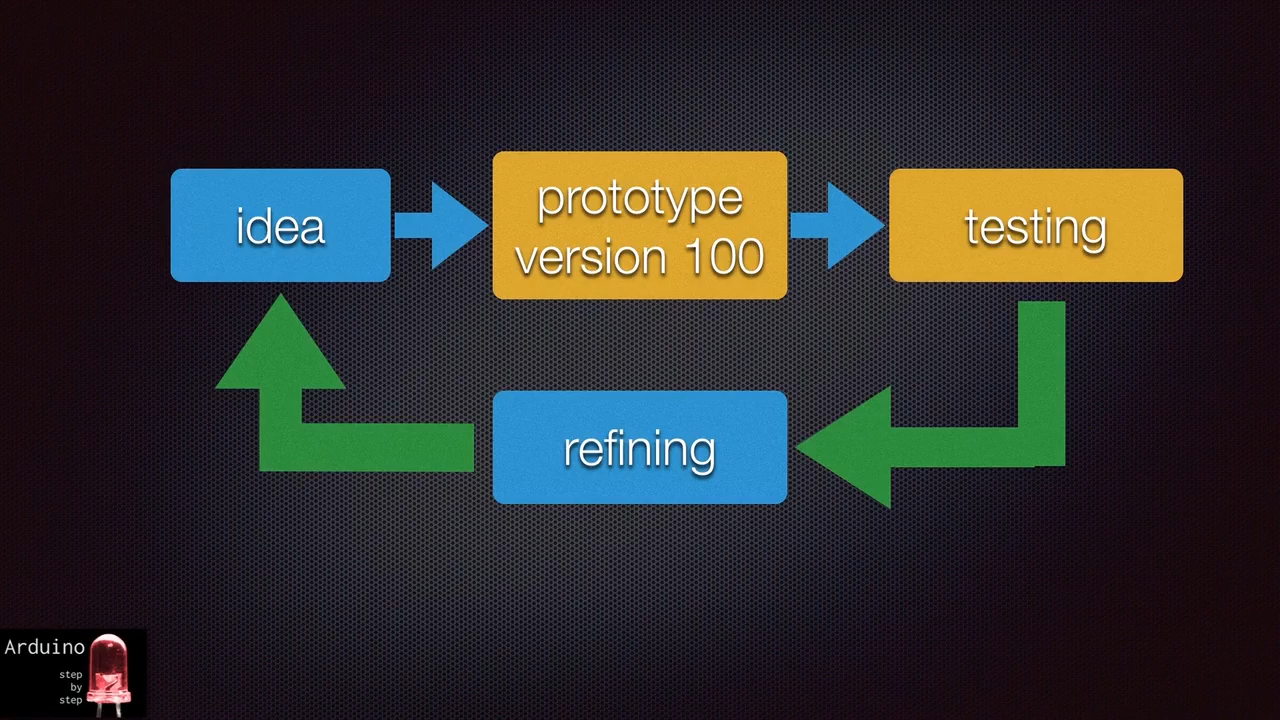 idea
prototype
version 100
testing
refining
Arduino
step
by
step